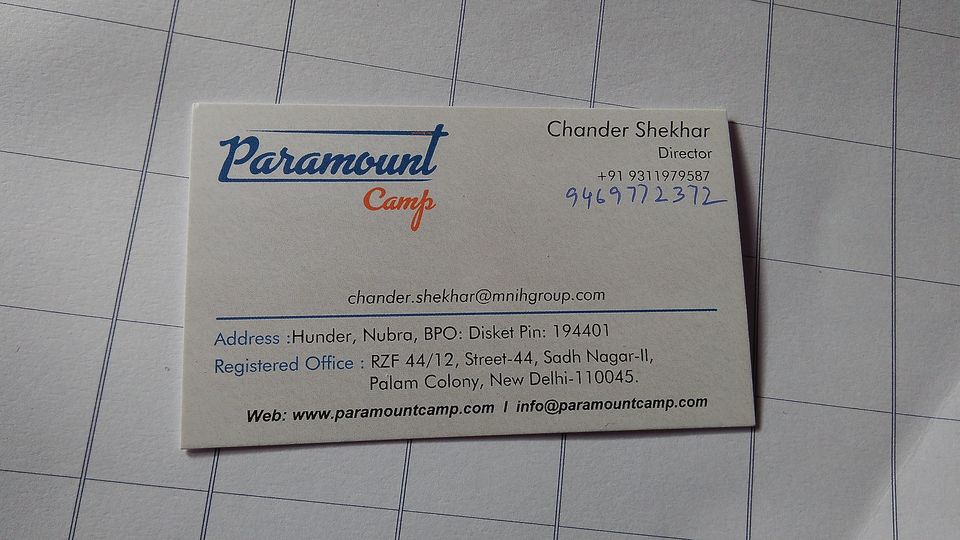 Paramount
Camp
Chander Shekhar
Director
+91 9311979587
9469772372
chander.shekhar@mnihgroup.com
Address :Hunder, Nubra, BPO: Disket Pin: 194401
Registered Office : RZF 44/12, Street-44, Sadh Nagar-II,
Palam Colony, New Delhi-110045.
Web: www.paramountcamp.com I info@paramountcamp.com